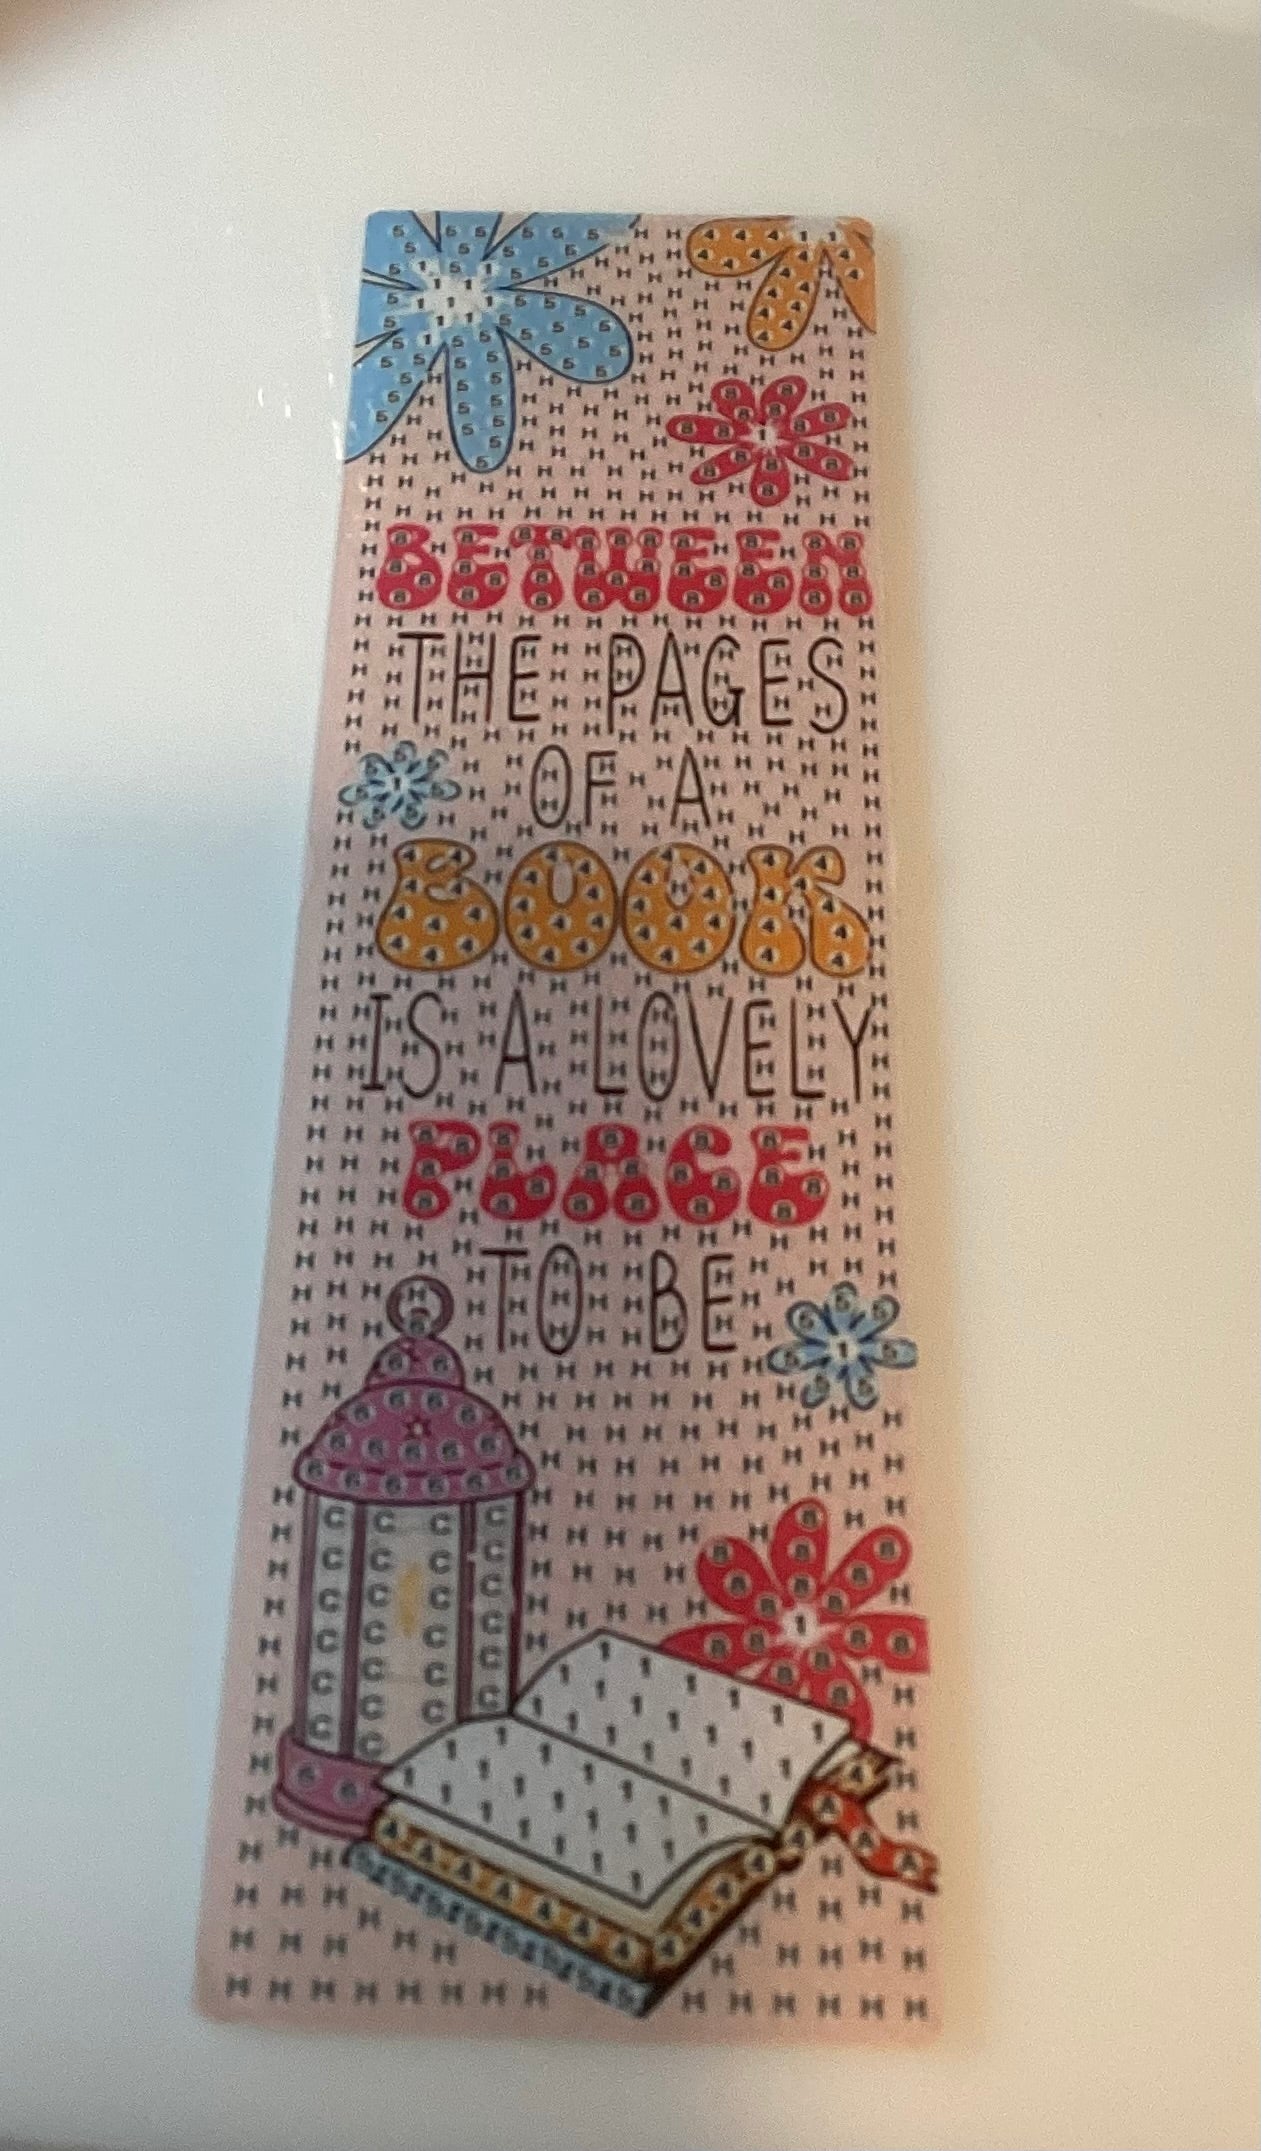 BETWEEN
THE PAGES
OF A
BOOK
IS A LOVELY
PLACE
TO BE